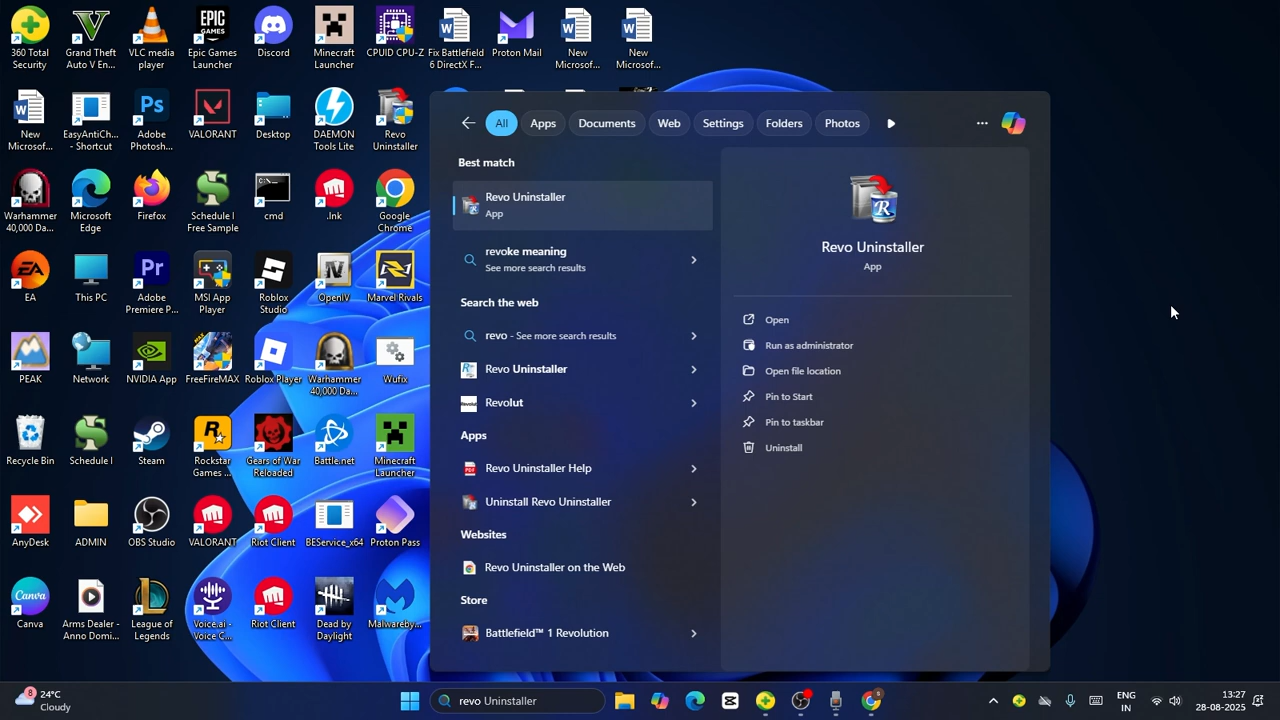 360 Total
Security
Grand Theft
Auto V En...
VLC media
player
Epic Games
Launcher
Discord
Minecraft
Launcher
CPUID CPU-Z
Fix Battlefield
6 DirectX F...
Proton Mail
New
Microsof...
New
Microsof...
New
Microsof...
EasyAntiCh...
- Shortcut
Adobe
Photosh...
VALORANT
Desktop
DAEMON
Tools Lite
Revo
Uninstaller
Warhammer
40,000 Da...
Microsoft
Edge
Firefox
Schedule I
Free Sample
cmd
.lnk
Google
Chrome
EA
This PC
Adobe
Premiere P...
MSI App
Player
Roblox
Studio
OpenIV
Marvel Rivals
PEAK
Network
NVIDIA App
FreeFireMAX
Roblox Player
Warhammer
40,000 Da...
Wufix
Recycle Bin
Schedule I
Steam
Rockstar
Games ...
Gears of War
Reloaded
Battle.net
Minecraft
Launcher
AnyDesk
ADMIN
OBS Studio
VALORANT
Riot Client
BEService_x64
Proton Pass
Canva
Arms Dealer -
Anno Domi...
League of
Legends
Voice.ai -
Voice C...
Riot Client
Dead by
Daylight
Malwareby...
All
Apps
Documents
Web
Settings
Folders
Photos
Best match
Revo Uninstaller
App
revoke meaning
See more search results
Search the web
revo - See more search results
Revo Uninstaller
Revolut
Apps
Revo Uninstaller Help
Uninstall Revo Uninstaller
Websites
Revo Uninstaller on the Web
Store
Battlefield™ 1 Revolution
Revo Uninstaller
App
Open
Run as administrator
Open file location
Pin to Start
Pin to taskbar
Uninstall
8
24°C
Cloudy
revo Uninstaller
ENG
IN
13:27
28-08-2025